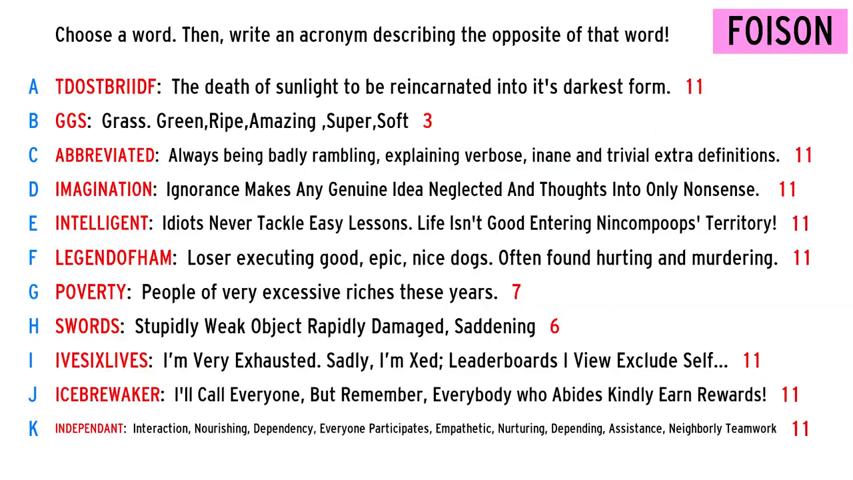 Choose a word. Then, write an acronym describing the opposite of that word!
FOISON
A TDOSTBRIIDF: The death of sunlight to be reincarnated into it's darkest form. 11
B GGS: Grass. Green,Ripe,Amazing ,Super,Soft 3
C ABBREVIATED: Always being badly rambling, explaining verbose, inane and trivial extra definitions. 11
D IMAGINATION: Ignorance Makes Any Genuine Idea Neglected And Thoughts Into Only Nonsense. 11
E INTELLIGENT: Idiots Never Tackle Easy Lessons. Life Isn't Good Entering Nincompoops' Territory! 11
F LEGENDOFHAM: Loser executing good, epic, nice dogs. Often found hurting and murdering. 11
G POVERTY: People of very excessive riches these years. 7
H SWORDS: Stupidly Weak Object Rapidly Damaged, Saddening 6
I IVESIXLIVES: I'm Very Exhausted. Sadly, I'm Xed; Leaderboards I View Exclude Self... 11
J ICEBREWAKER: I'll Call Everyone, But Remember, Everybody who Abides Kindly Earn Rewards! 11
K INDEPENDANT: Interaction, Nourishing, Dependency, Everyone Participates, Empathetic, Nurturing, Depending, Assistance, Neighborly Teamwork 11